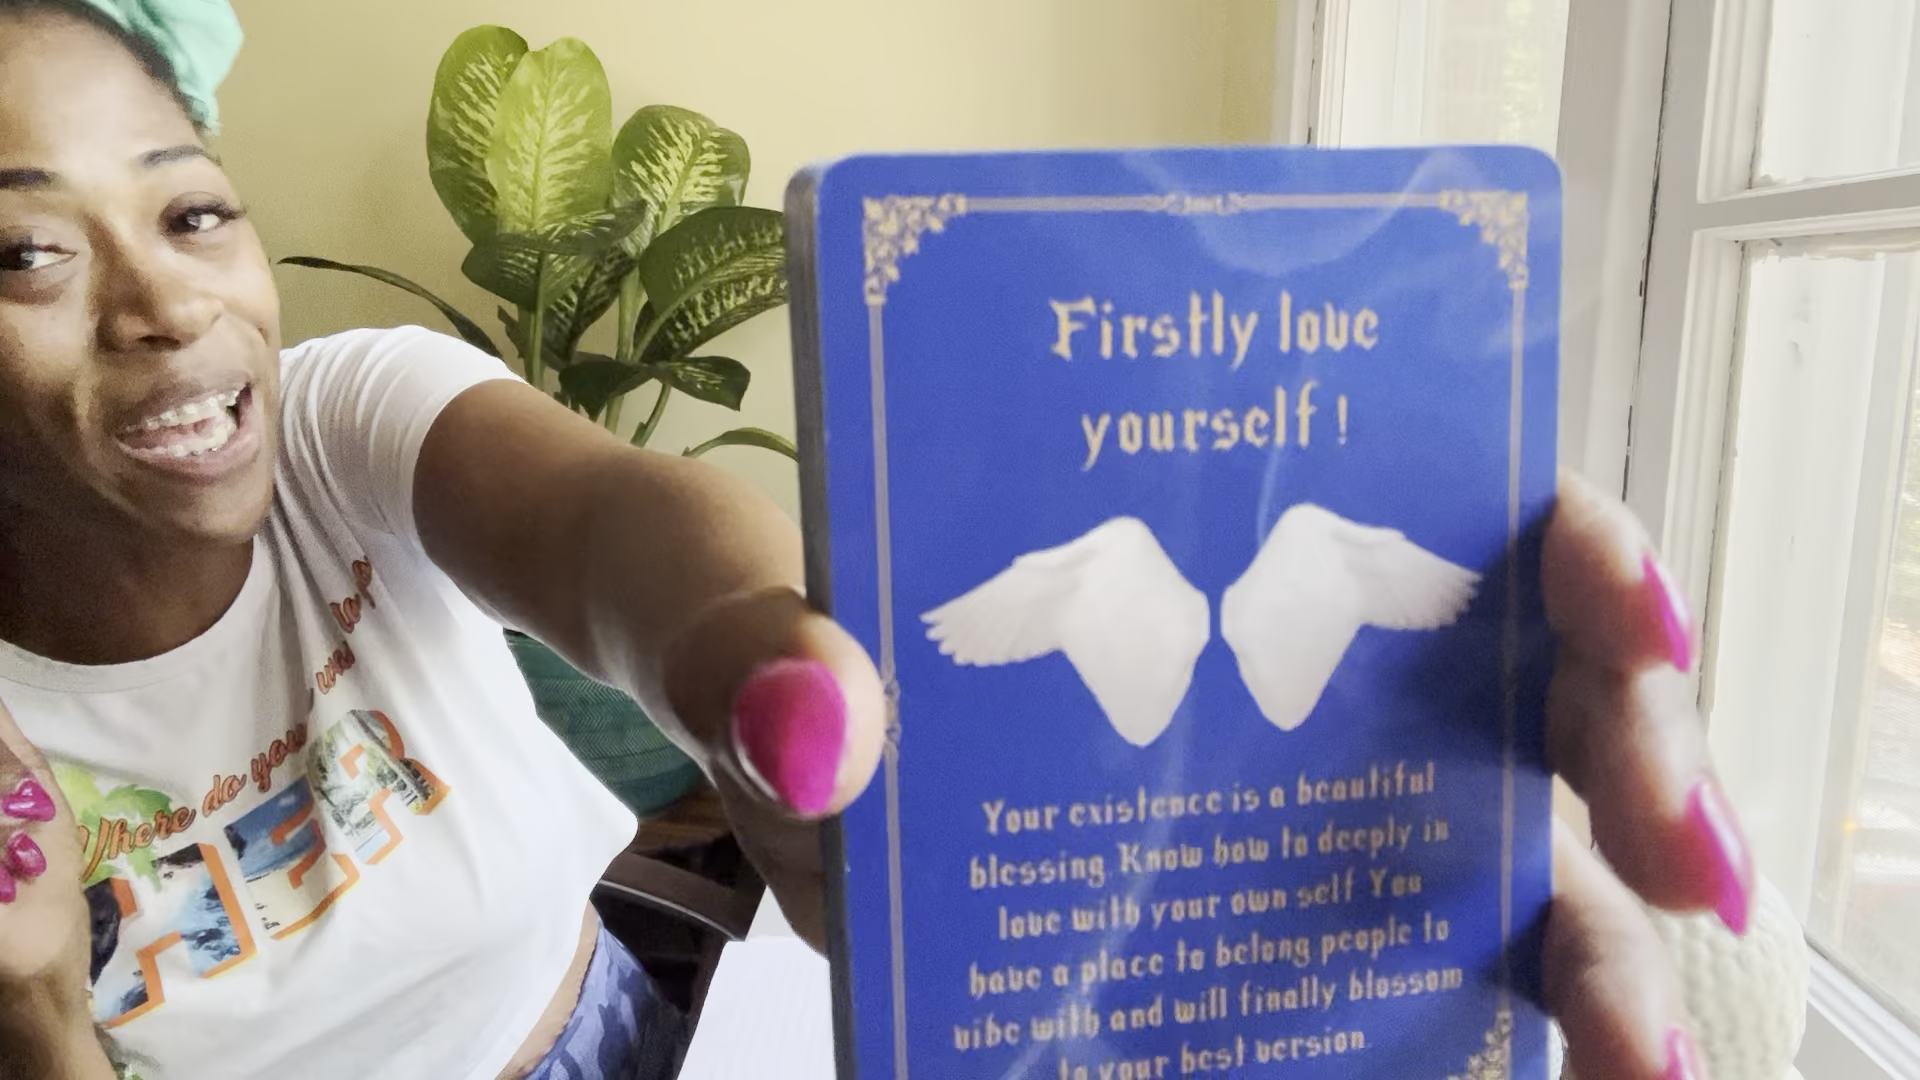 Firstly love
yourself !
Your existence is a beautiful
blessing Know how to deeply in
love with your own self You
have a place to belong people to
vibe with and will finally blossom
to your best version.
Where do you